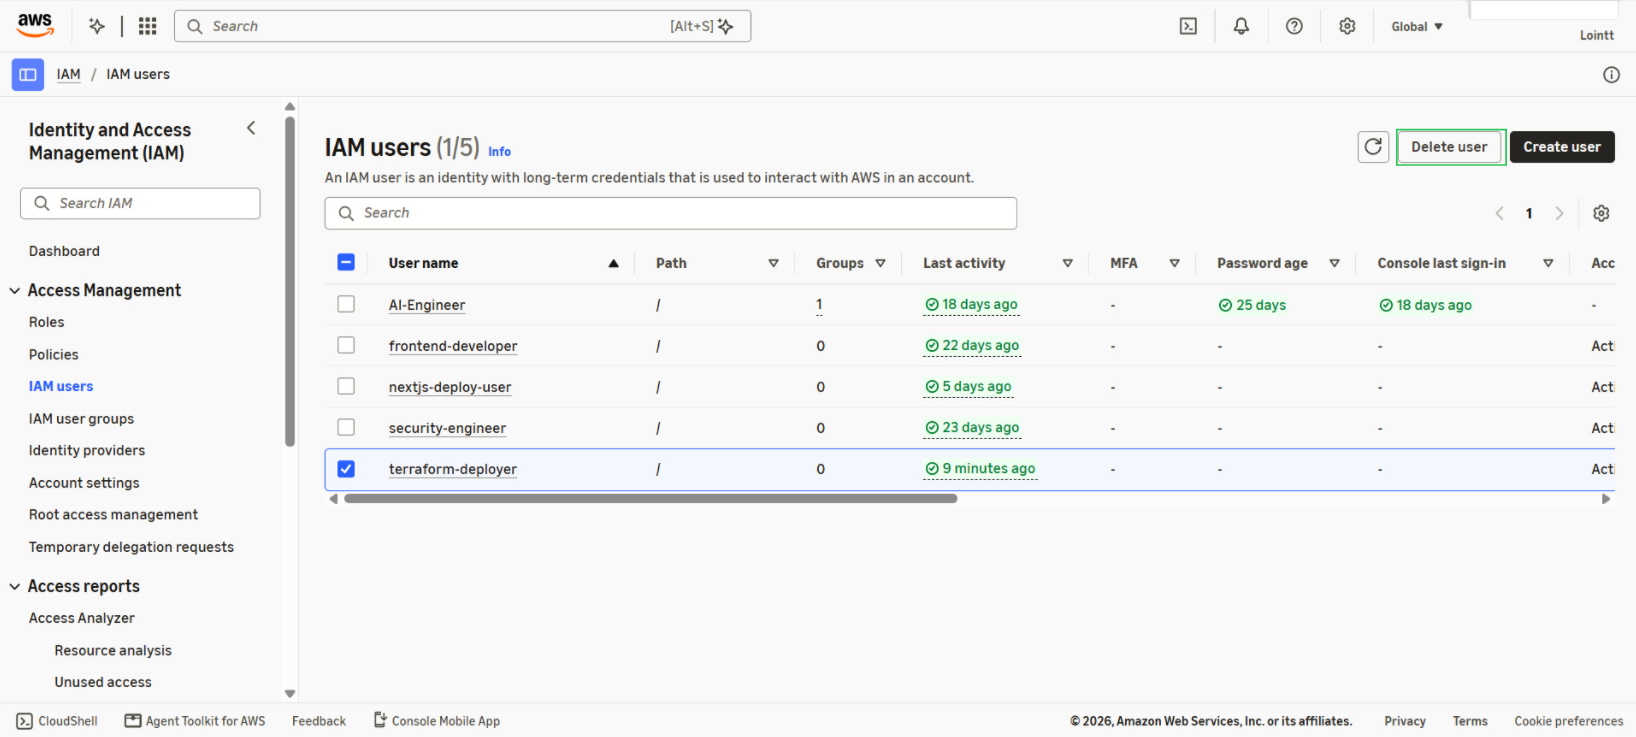 aws
Search [Alt+S]
Global
Lointt
IAM / IAM users
Identity and Access
Management (IAM)
Search IAM
Dashboard
Access Management
Roles
Policies
IAM users
IAM user groups
Identity providers
Account settings
Root access management
Temporary delegation requests
Access reports
Access Analyzer
Resource analysis
Unused access
IAM users (1/5) Info
Delete user
Create user
An IAM user is an identity with long-term credentials that is used to interact with AWS in an account.
Search
1
User name Path Groups Last activity MFA Password age Console last sign-in Acc
AI-Engineer / 1 18 days ago - 25 days 18 days ago -
frontend-developer / 0 22 days ago - - - Acti
nextjs-deploy-user / 0 5 days ago - - - Acti
security-engineer / 0 23 days ago - - - Acti
terraform-deployer / 0 9 minutes ago - - - Acti
CloudShell Agent Toolkit for AWS Feedback Console Mobile App © 2026, Amazon Web Services, Inc. or its affiliates. Privacy Terms Cookie preferences